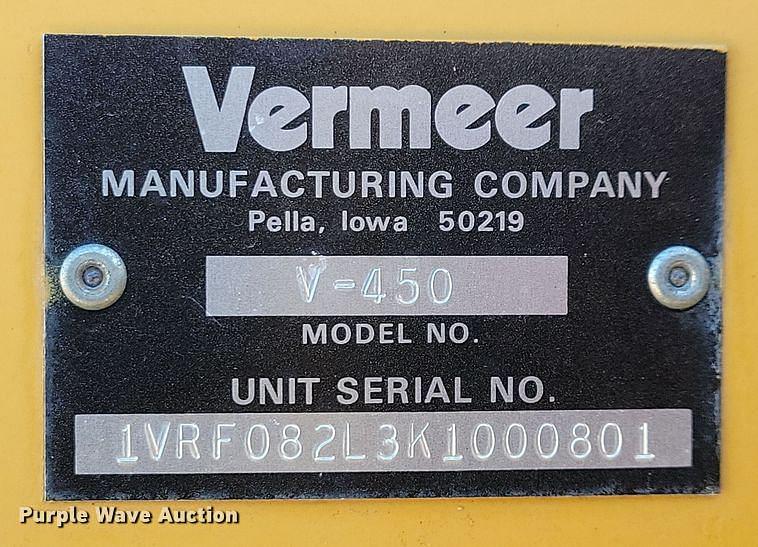 Vermeer
MANUFACTURING COMPANY
Pella, Iowa 50219
V-450
MODEL NO.
UNIT SERIAL NO.
1VRF082L3K1000801
Purple Wave Auction